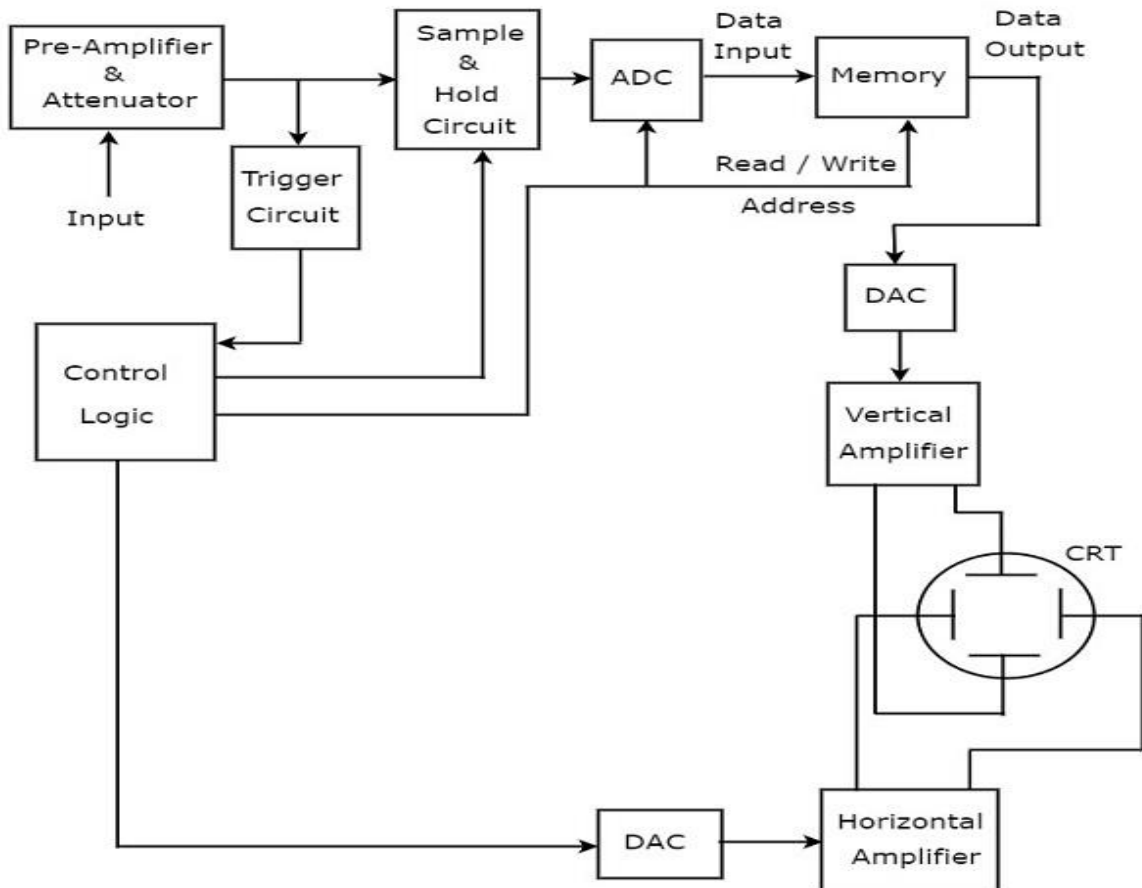 Pre-Amplifier
&
Attenuator
Input
Trigger
Circuit
Sample
&
Hold
Circuit
ADC
Data
Input
Memory
Data
Output
Read / Write
Address
DAC
Control
Logic
Vertical
Amplifier
CRT
DAC
Horizontal
Amplifier